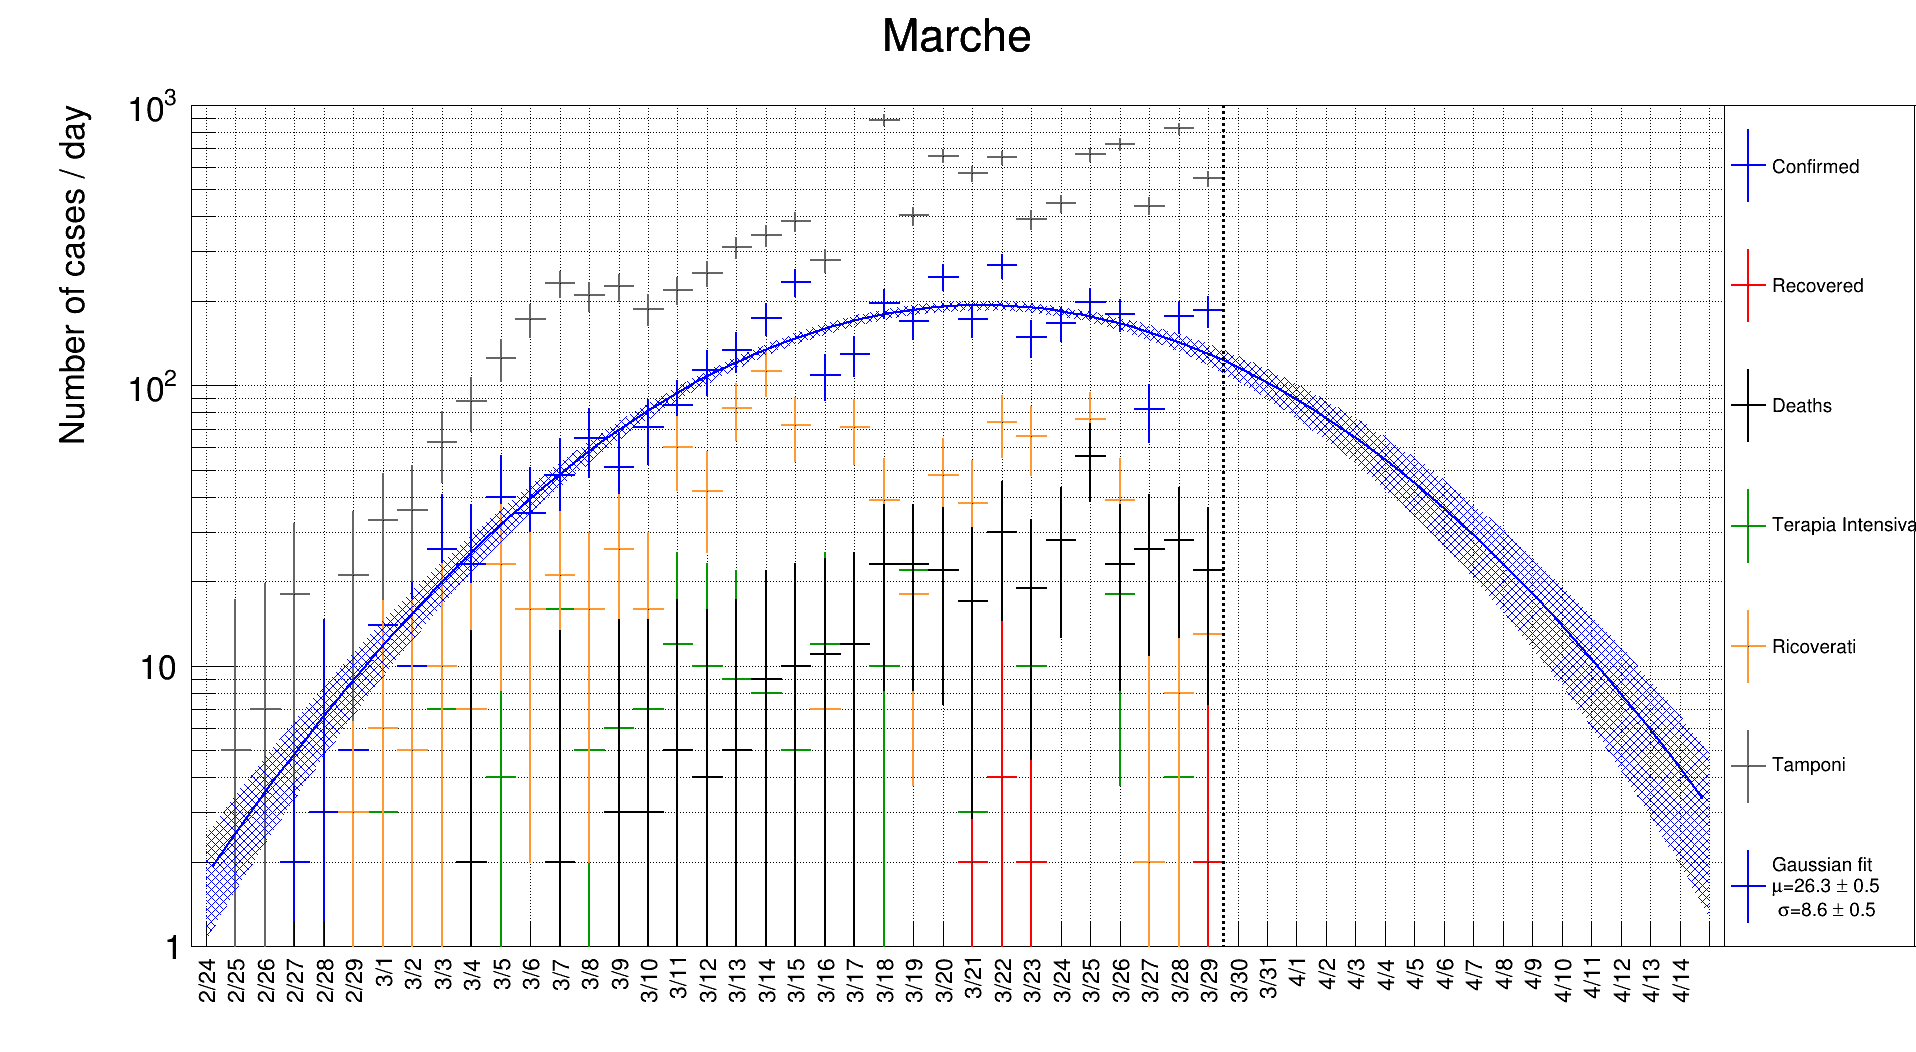 Marche
Number of cases / day
10³
10²
10
1
2/24 2/25 2/26 2/27 2/28 2/29 3/1 3/2 3/3 3/4 3/5 3/6 3/7 3/8 3/9 3/10 3/11 3/12 3/13 3/14 3/15 3/16 3/17 3/18 3/19 3/20 3/21 3/22 3/23 3/24 3/25 3/26 3/27 3/28 3/29 3/30 3/31 4/1 4/2 4/3 4/4 4/5 4/6 4/7 4/8 4/9 4/10 4/11 4/12 4/13 4/14
Confirmed
Recovered
Deaths
Terapia Intensiva
Ricoverati
Tamponi
Gaussian fit
μ=26.3 ± 0.5
σ=8.6 ± 0.5